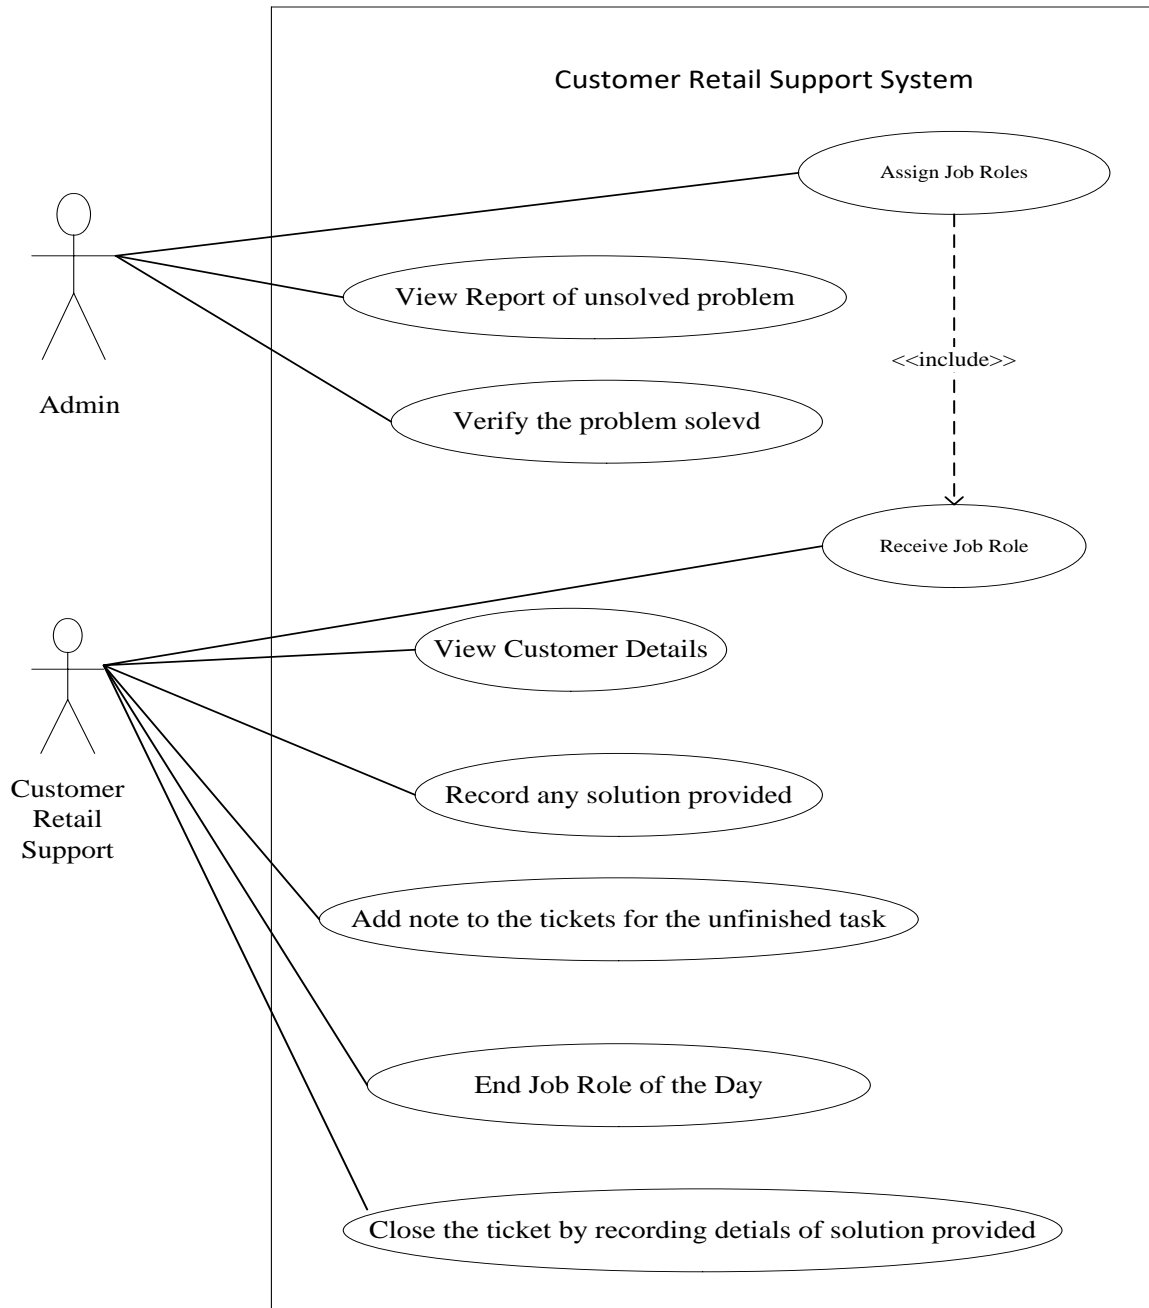 Customer Retail Support System
Assign Job Roles
View Report of unsolved problem
<<include>>
Admin
Verify the problem solevd
Receive Job Role
View Customer Details
Customer
Retail
Support
Record any solution provided
Add note to the tickets for the unfinished task
End Job Role of the Day
Close the ticket by recording detials of solution provided